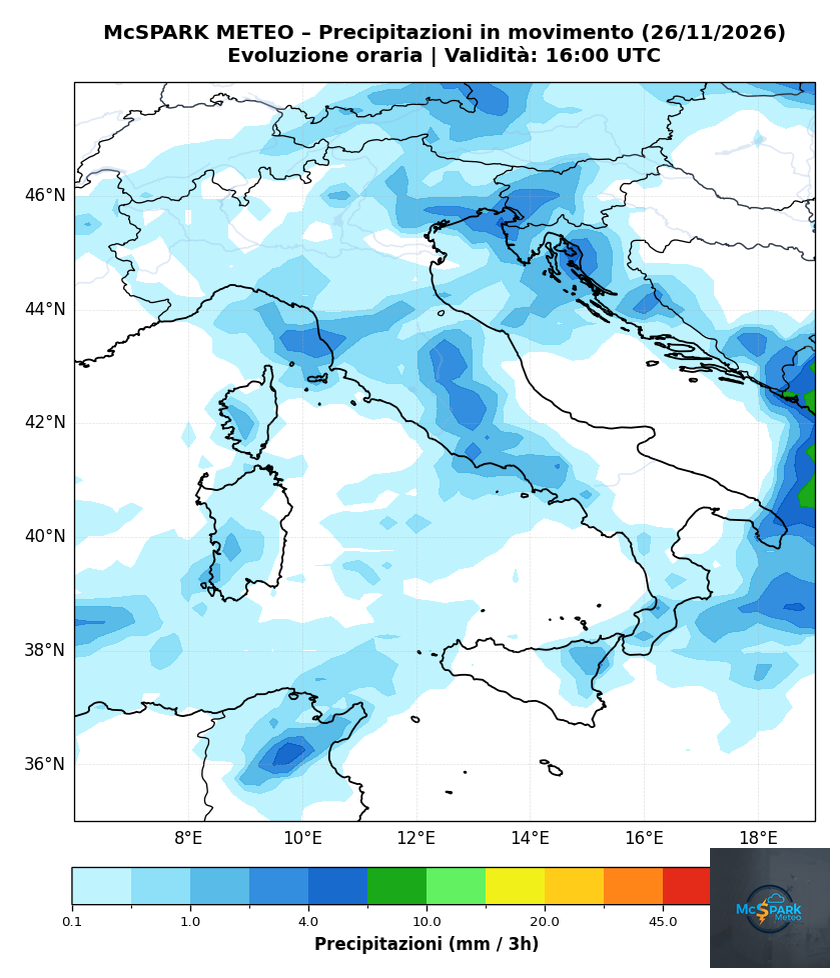 McSPARK METEO – Precipitazioni in movimento (26/11/2026)
Evoluzione oraria | Validità: 16:00 UTC
46°N
44°N
42°N
40°N
38°N
36°N
8°E 10°E 12°E 14°E 16°E 18°E
0.1 1.0 4.0 10.0 20.0 45.0
Precipitazioni (mm / 3h)
McSPARK
Meteo